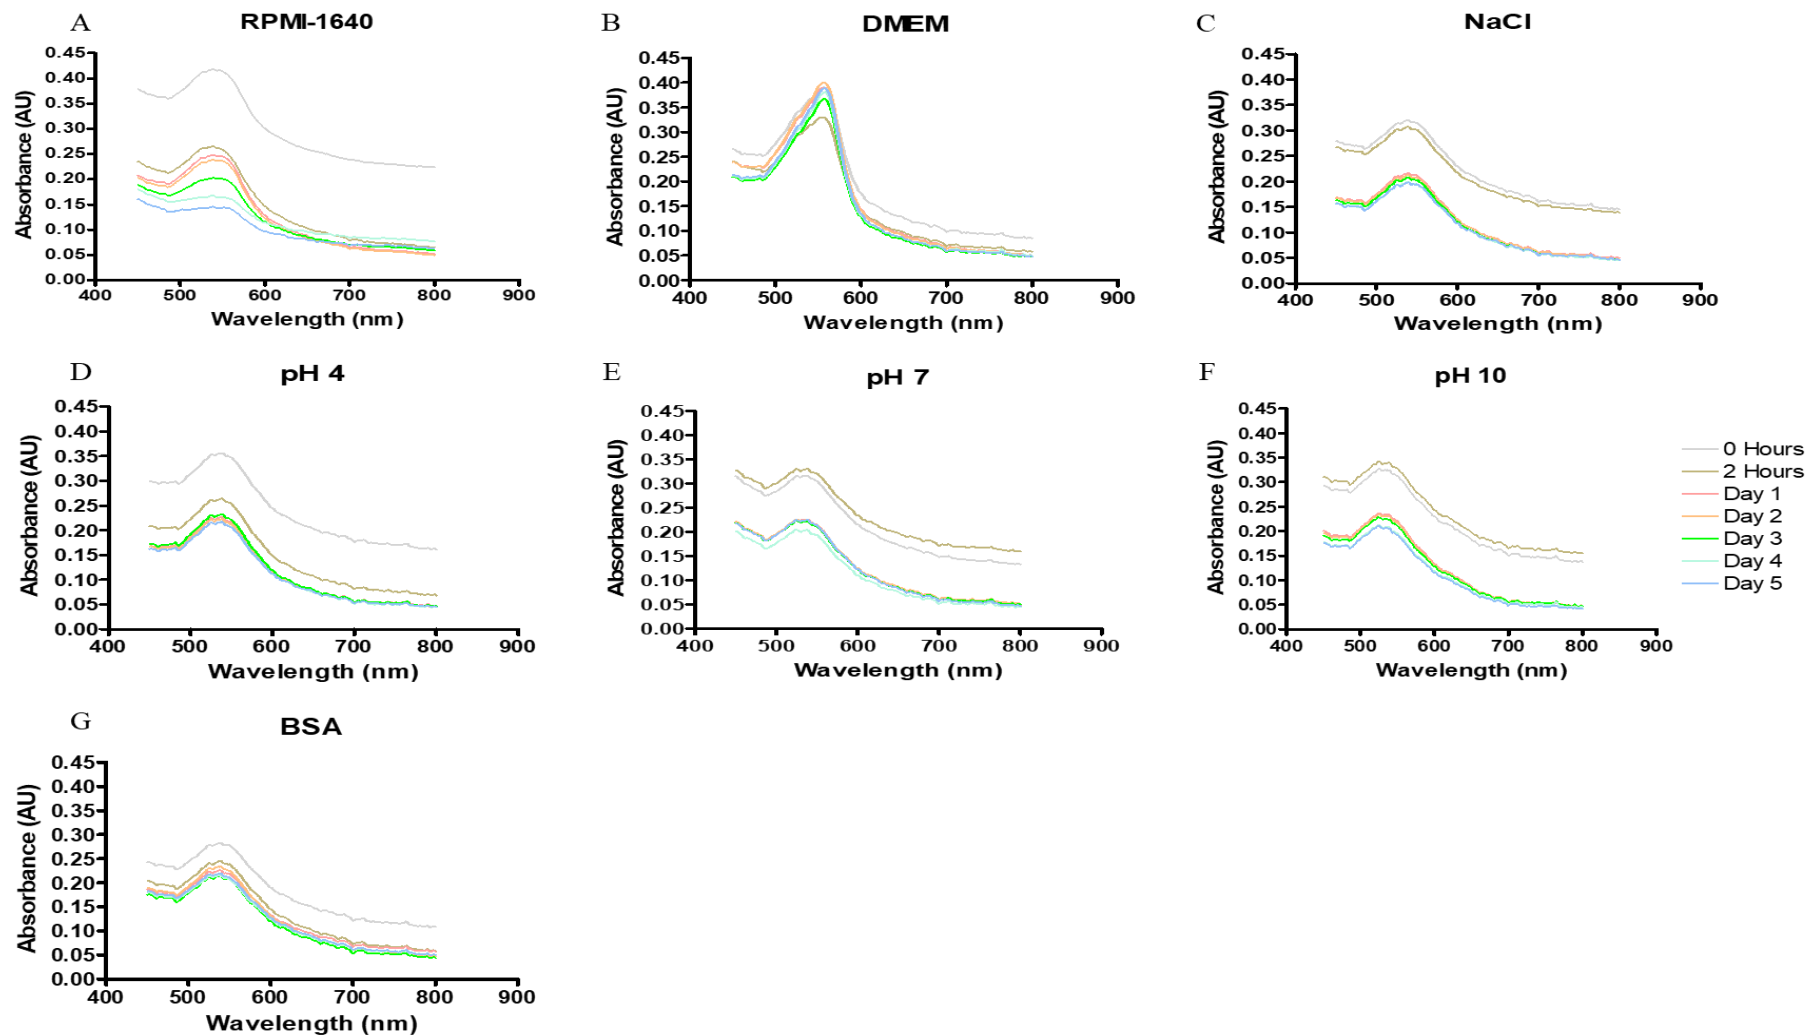 A RPMI-1640
0.45
0.40
0.35
0.30
0.25
0.20
0.15
0.10
0.05
0.00
Absorbance (AU)
400 500 600 700 800 900
Wavelength (nm)
B DMEM
0.45
0.40
0.35
0.30
0.25
0.20
0.15
0.10
0.05
0.00
Absorbance (AU)
400 500 600 700 800 900
Wavelength (nm)
C NaCl
0.45
0.40
0.35
0.30
0.25
0.20
0.15
0.10
0.05
0.00
Absorbance (AU)
400 500 600 700 800 900
Wavelength (nm)
D pH 4
0.45
0.40
0.35
0.30
0.25
0.20
0.15
0.10
0.05
0.00
Absorbance (AU)
400 500 600 700 800 900
Wavelength (nm)
E pH 7
0.45
0.40
0.35
0.30
0.25
0.20
0.15
0.10
0.05
0.00
Absorbance (AU)
400 500 600 700 800 900
Wavelength (nm)
F pH 10
0.45
0.40
0.35
0.30
0.25
0.20
0.15
0.10
0.05
0.00
Absorbance (AU)
400 500 600 700 800 900
Wavelength (nm)
0 Hours
2 Hours
Day 1
Day 2
Day 3
Day 4
Day 5
G BSA
0.45
0.40
0.35
0.30
0.25
0.20
0.15
0.10
0.05
0.00
Absorbance (AU)
400 500 600 700 800 900
Wavelength (nm)